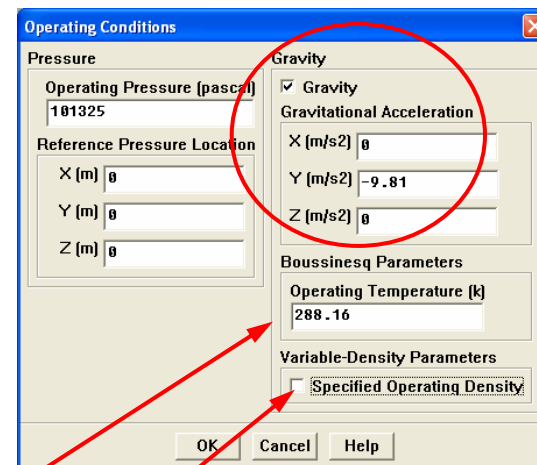 Operating Conditions
Pressure
Operating Pressure (pascal)
101325
Reference Pressure Location
X (m) 0
Y (m) 0
Z (m) 0
Gravity
Gravity
Gravitational Acceleration
X (m/s2) 0
Y (m/s2) -9.81
Z (m/s2) 0
Boussinesq Parameters
Operating Temperature (k)
288.16
Variable-Density Parameters
Specified Operating Density
OK Cancel Help